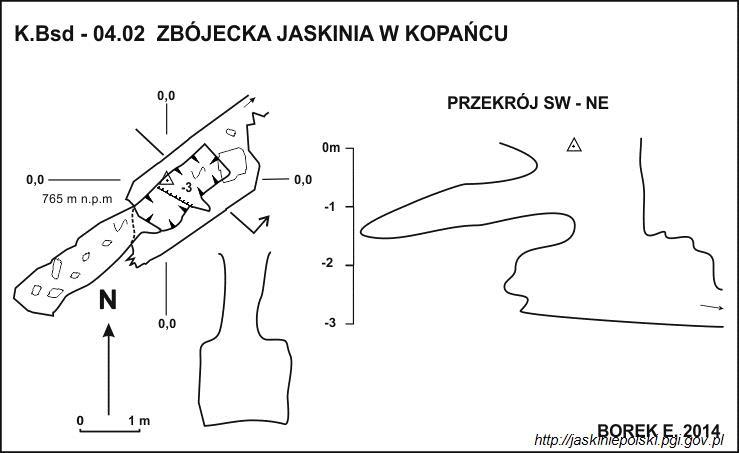 K.Bsd - 04.02 ZBÓJECKA JASKINIA W KOPAŃCU
0,0
PRZEKRÓJ SW - NE
0m
0,0
-3
0,0
765 m n.p.m
-1
-2
N
0,0
-3
0 1 m
BOREK E. 2014
http://jaskiniepolski.pgi.gov.pl